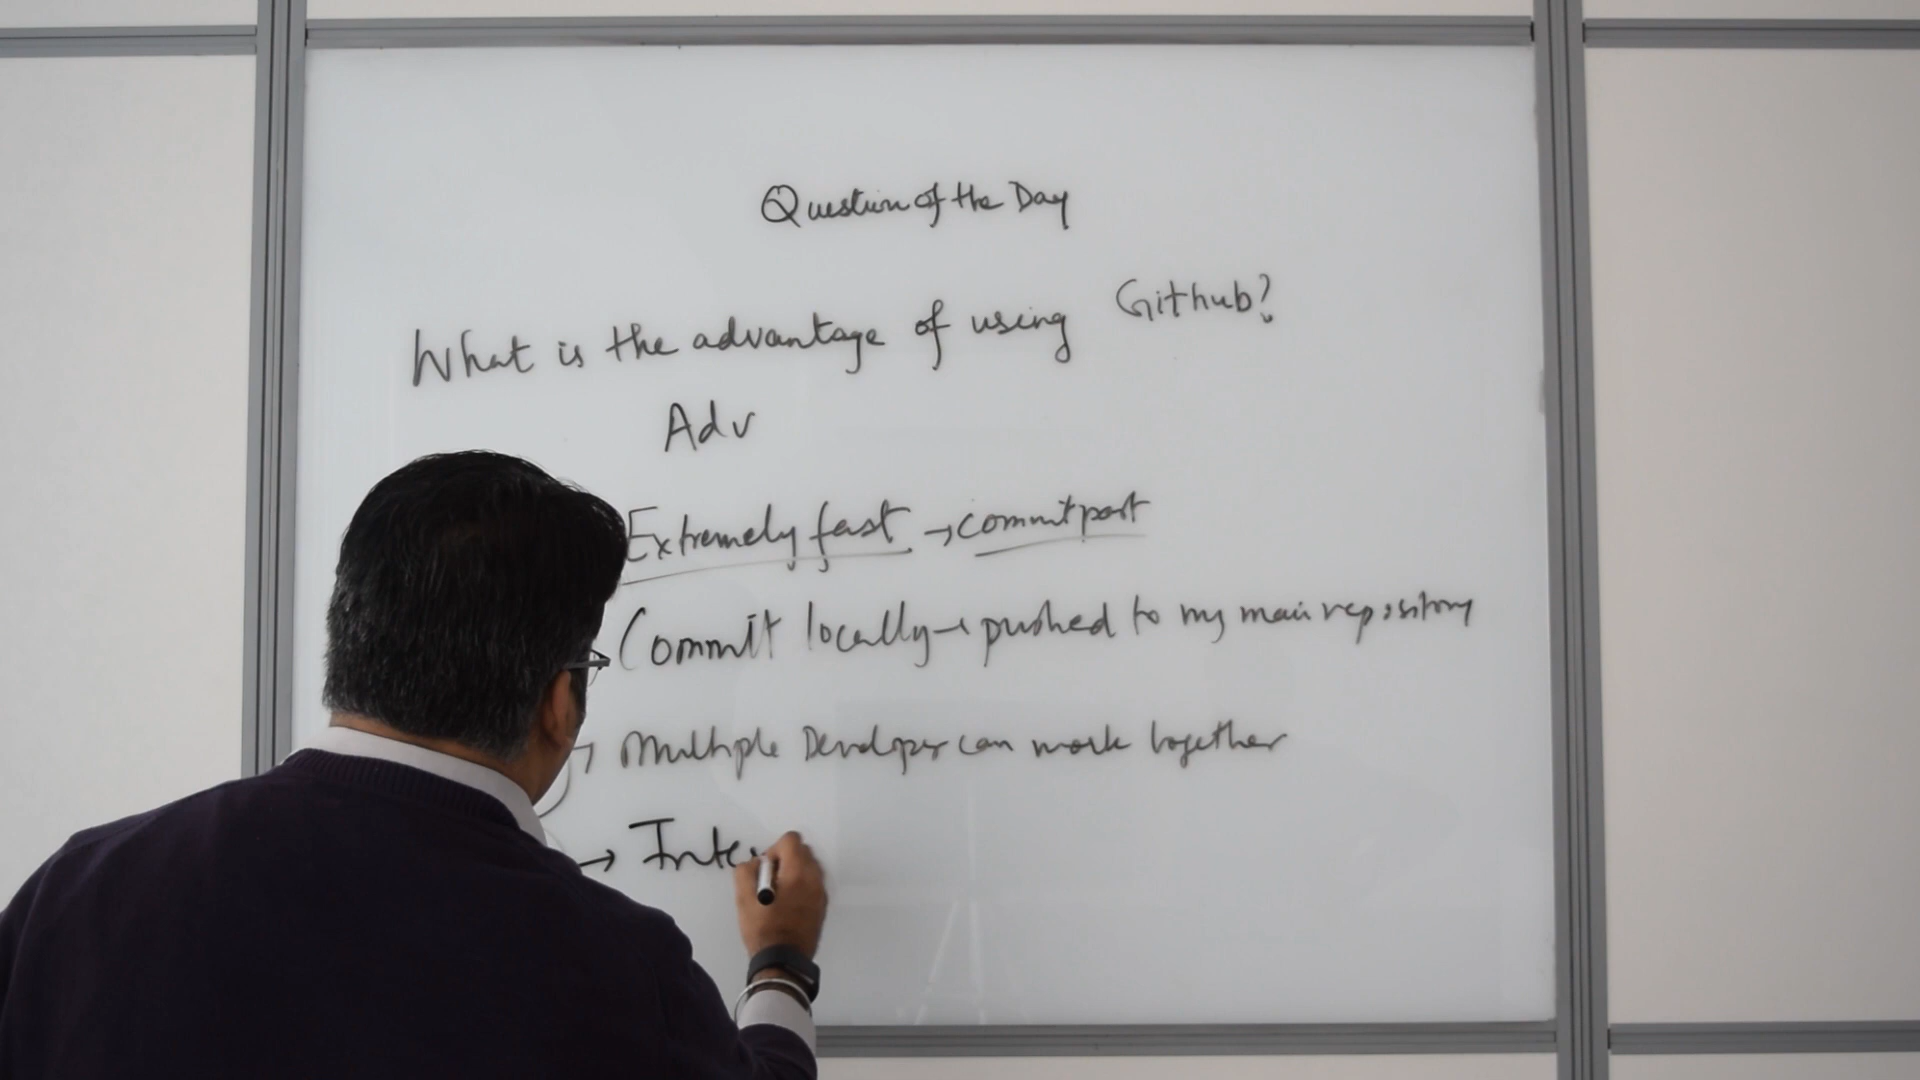 Question of the Day
What is the advantage of using Github?
Adv
Extremely fast → commit part
Commit locally → pushed to my main repository
→ Multiple Developer can work together
→ Inte